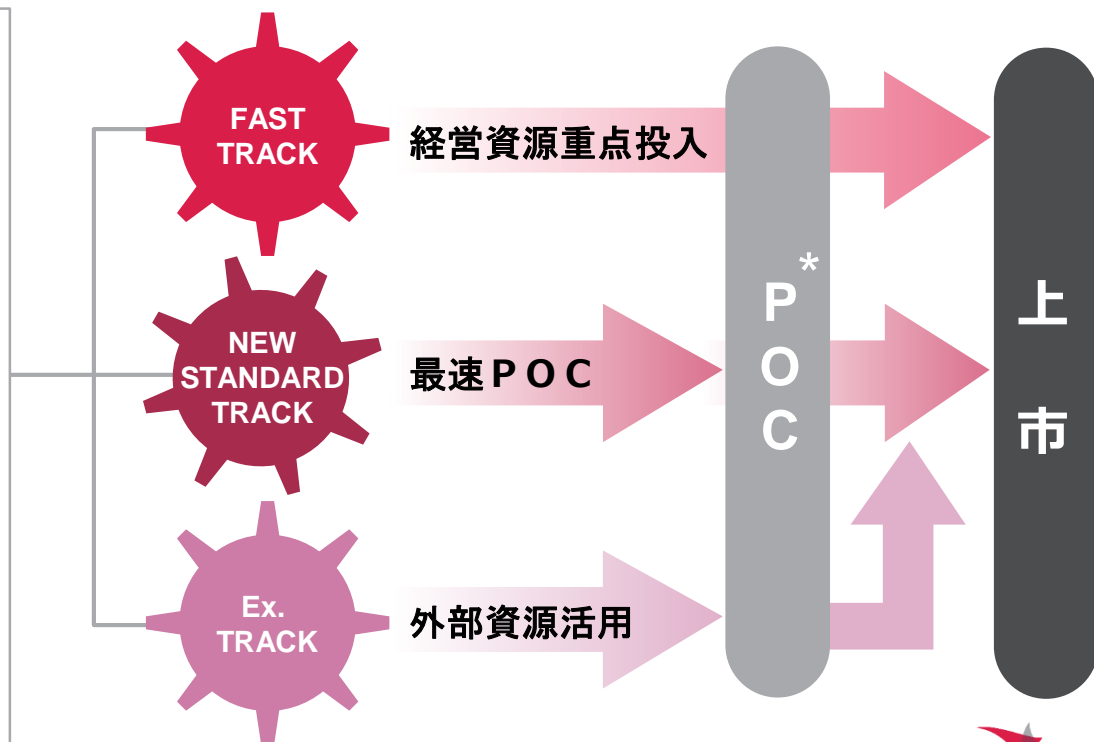 FAST
TRACK
経営資源重点投入
NEW
STANDARD
TRACK
最速ＰＯＣ
Ex.
TRACK
外部資源活用
P*
O
C
上
市